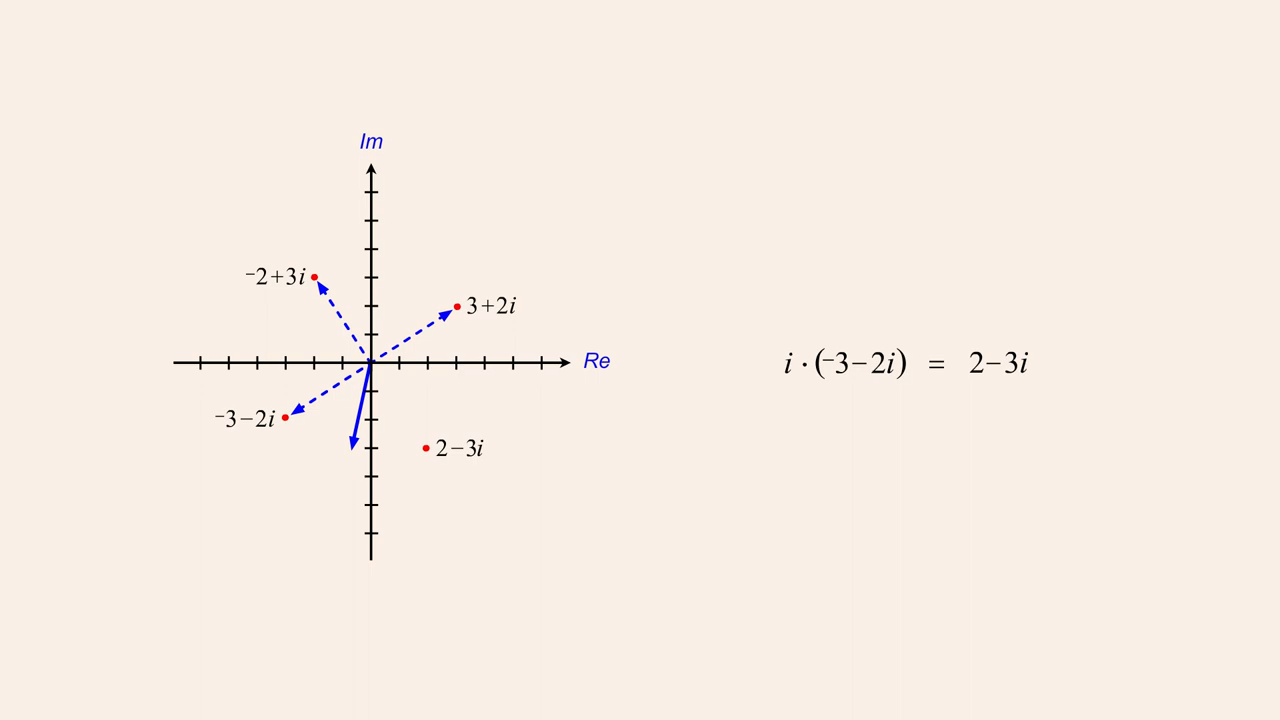 Im
⁻2+3i
3+2i
Re
i·(⁻3−2i) = 2−3i
⁻3−2i
2−3i